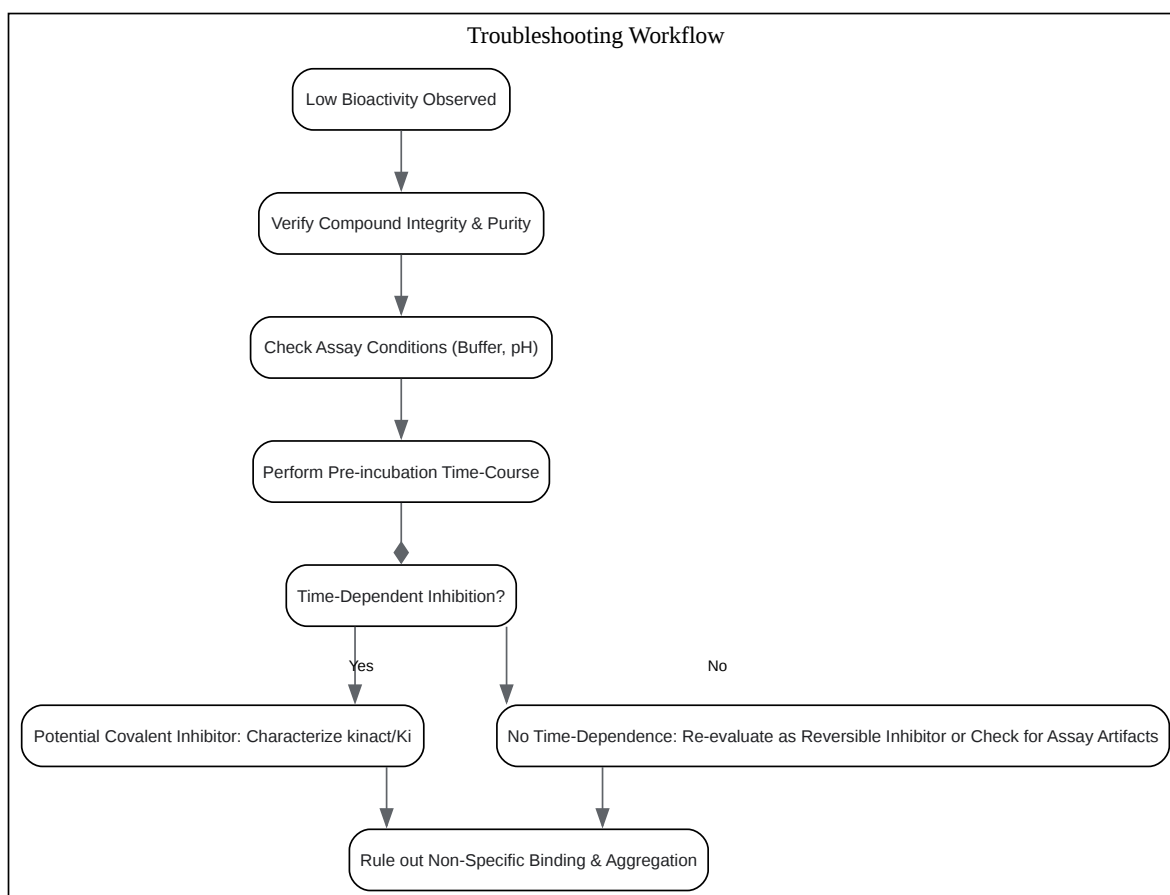 Troubleshooting Workflow
Low Bioactivity Observed
Verify Compound Integrity & Purity
Check Assay Conditions (Buffer, pH)
Perform Pre-incubation Time-Course
Time-Dependent Inhibition?
Yes
No
Potential Covalent Inhibitor: Characterize kinact/Ki
No Time-Dependence: Re-evaluate as Reversible Inhibitor or Check for Assay Artifacts
Rule out Non-Specific Binding & Aggregation